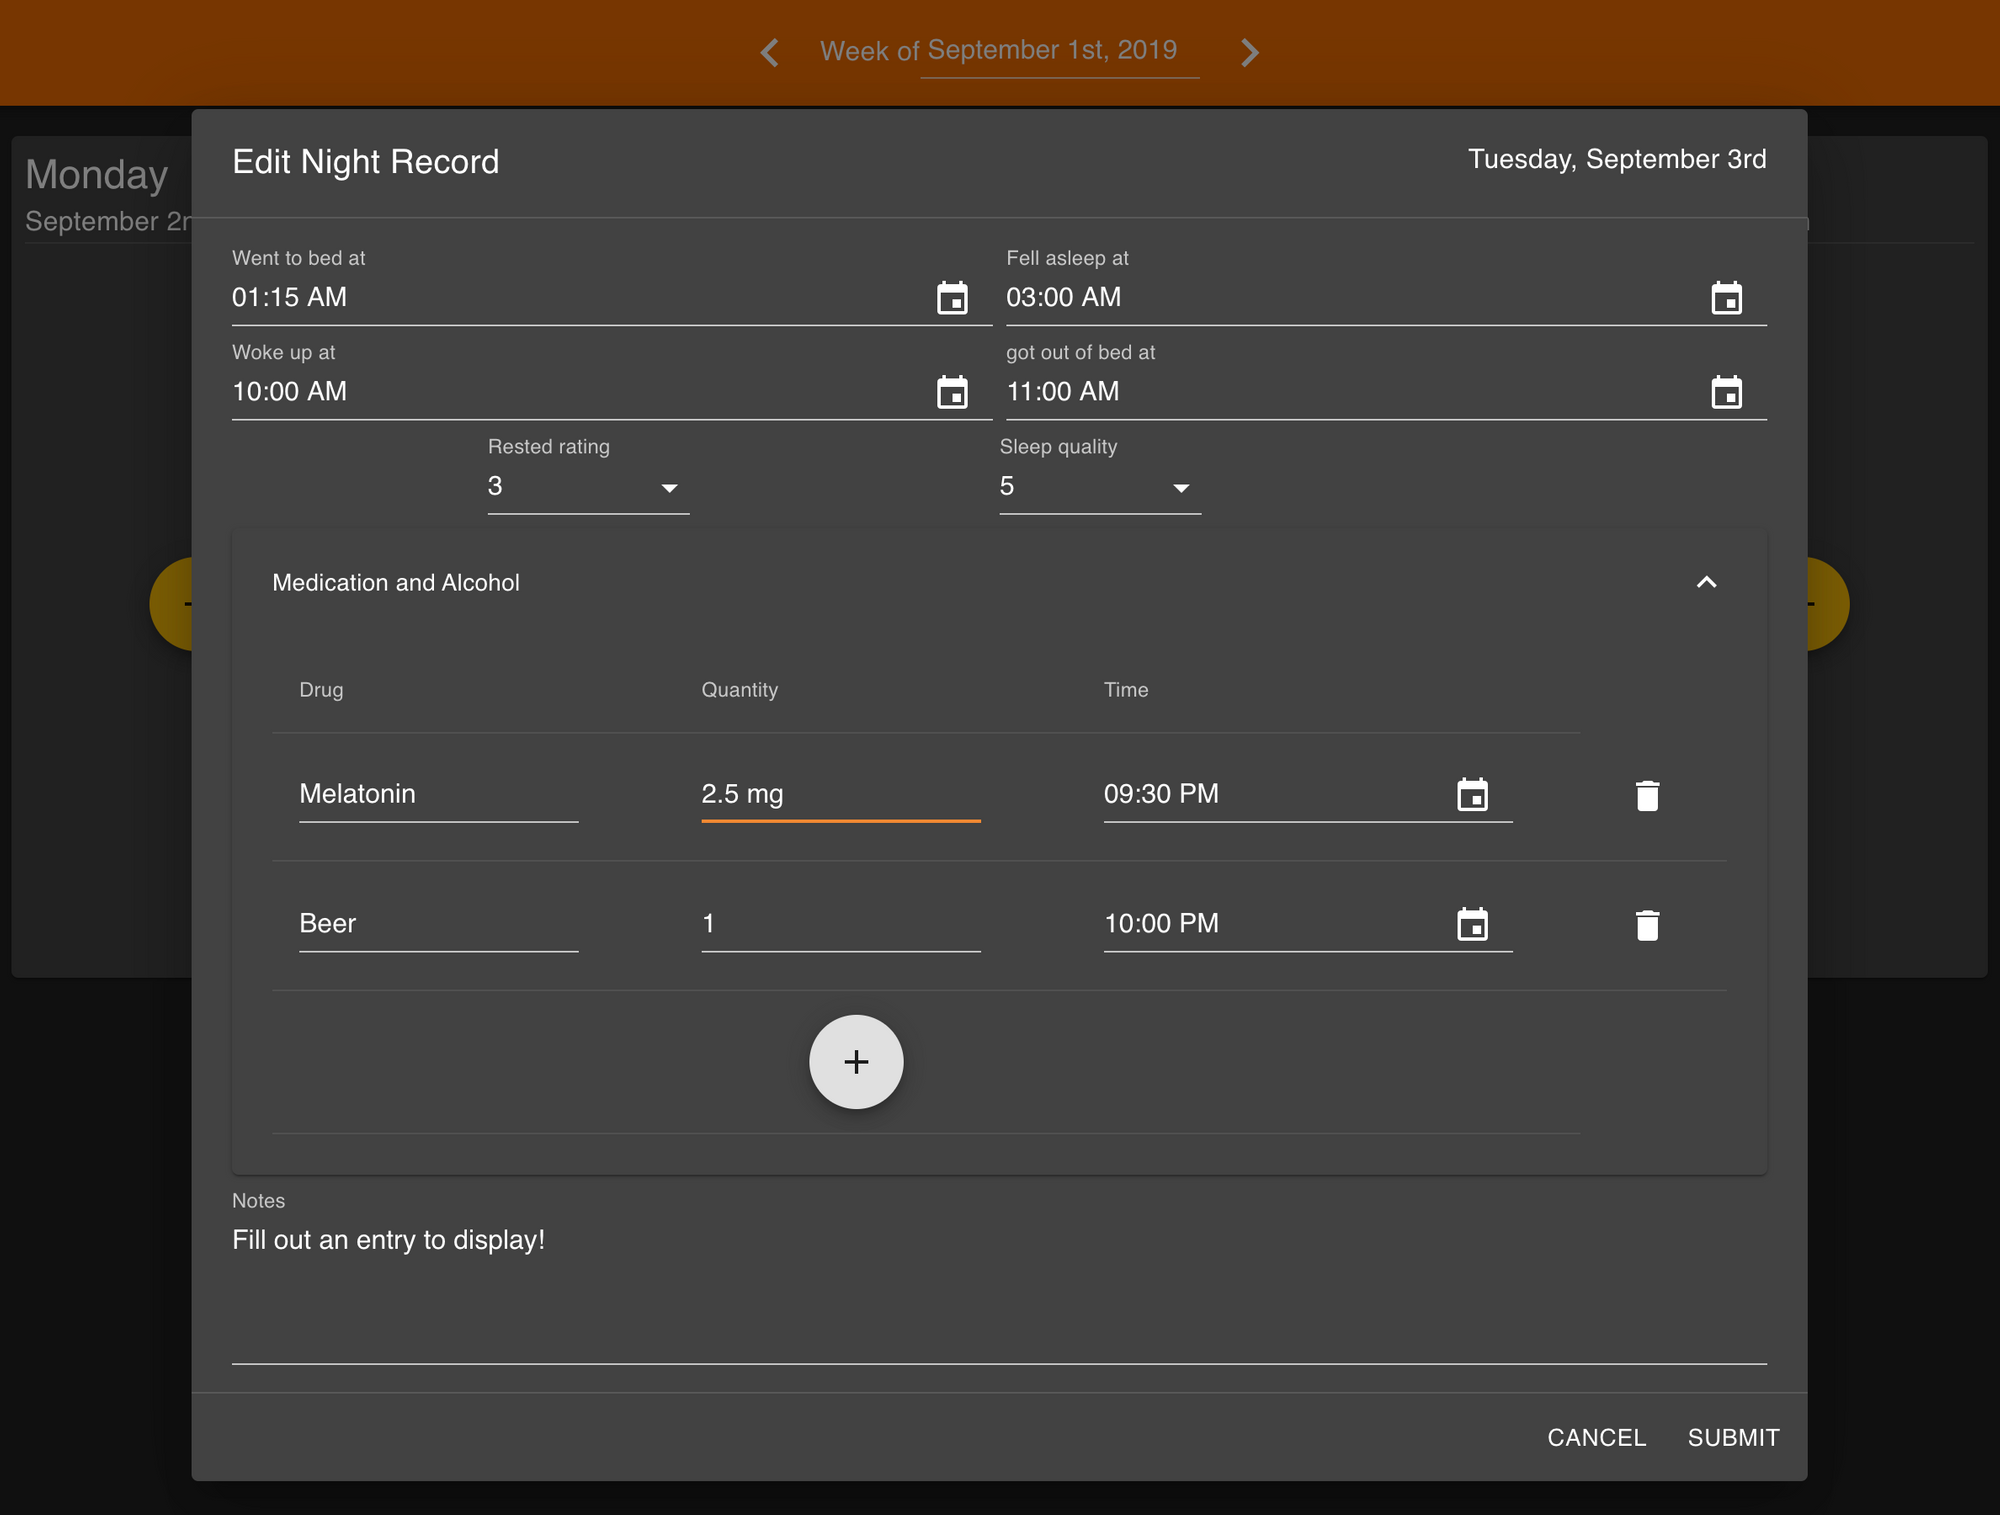 Week of September 1st, 2019
Monday
September 2n
Edit Night Record
Tuesday, September 3rd
Went to bed at
Fell asleep at
01:15 AM
03:00 AM
Woke up at
got out of bed at
10:00 AM
11:00 AM
Rested rating
Sleep quality
3
5
Medication and Alcohol
Drug
Quantity
Time
Melatonin
2.5 mg
09:30 PM
Beer
1
10:00 PM
Notes
Fill out an entry to display!
CANCEL
SUBMIT